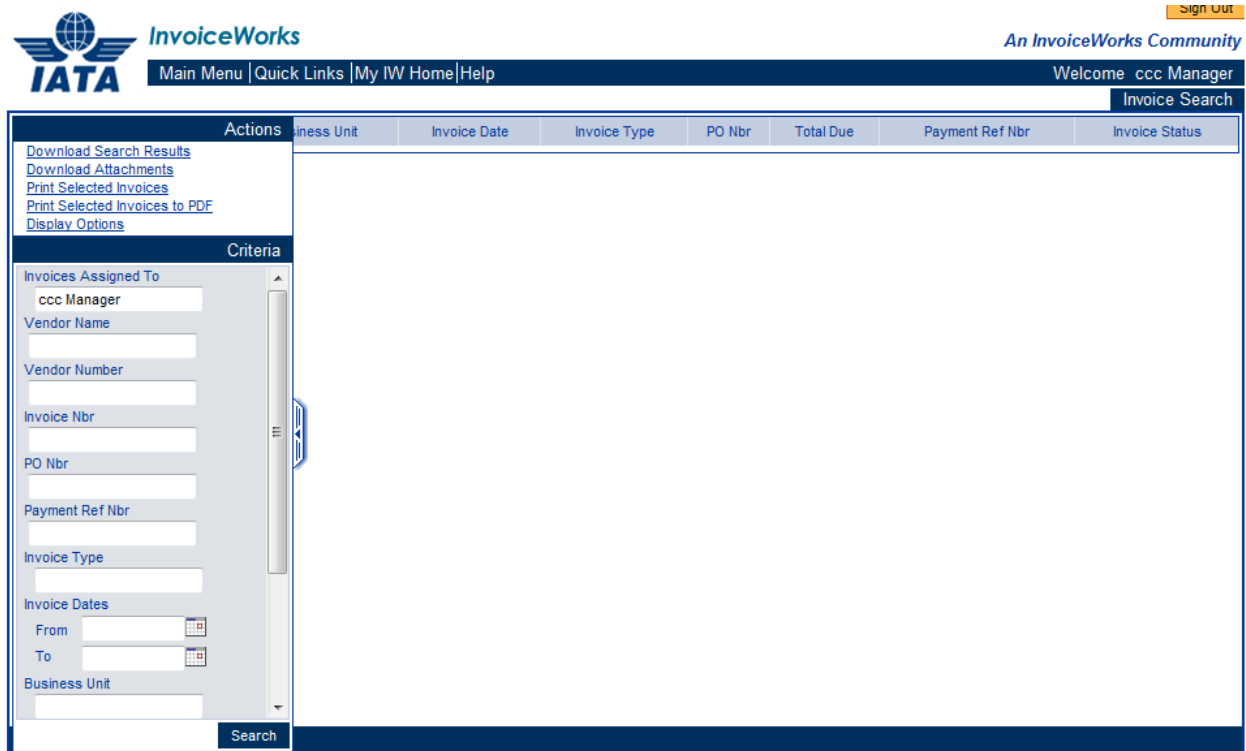 Sign Out
InvoiceWorks
An InvoiceWorks Community
IATA
Main Menu |Quick Links |My IW Home|Help
Welcome ccc Manager
Invoice Search
Actions
iness Unit Invoice Date Invoice Type PO Nbr Total Due Payment Ref Nbr Invoice Status
Download Search Results
Download Attachments
Print Selected Invoices
Print Selected Invoices to PDF
Display Options
Criteria
Invoices Assigned To
ccc Manager
Vendor Name
Vendor Number
Invoice Nbr
PO Nbr
Payment Ref Nbr
Invoice Type
Invoice Dates
From
To
Business Unit
Search